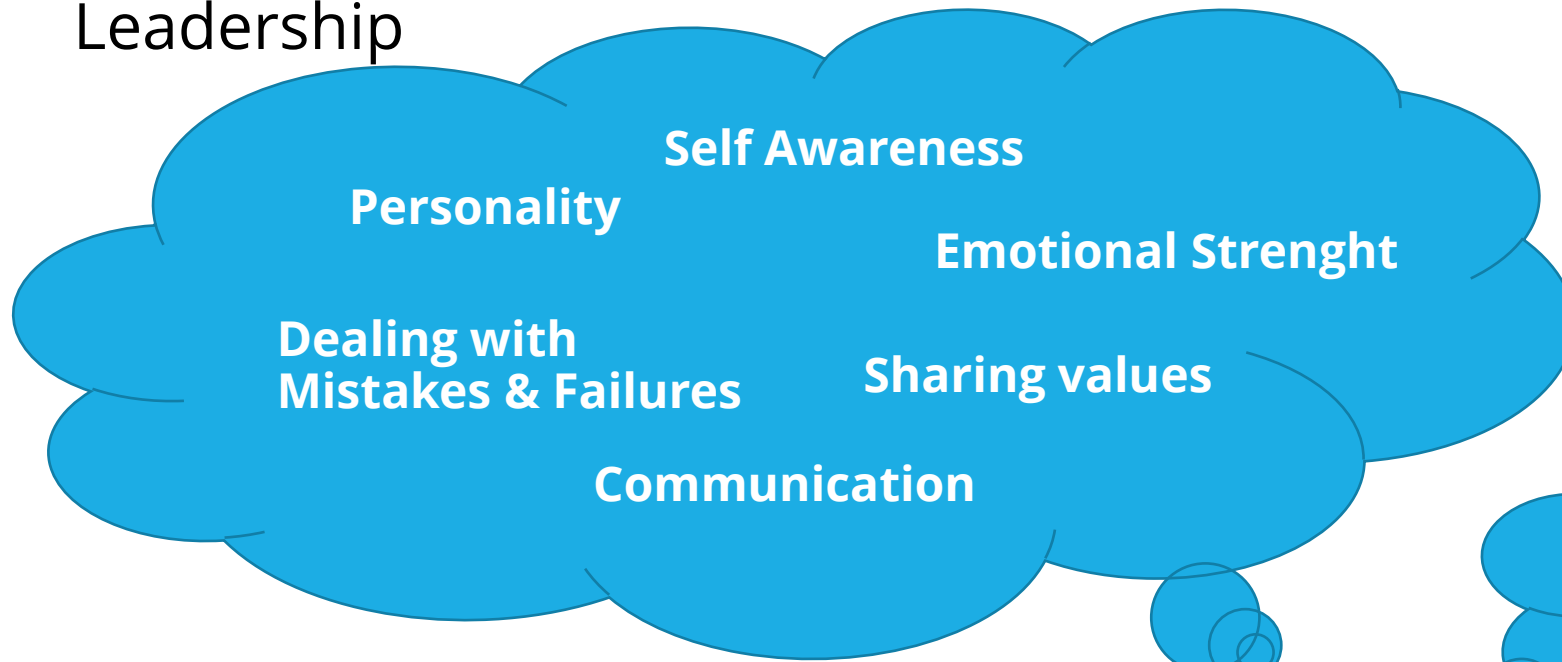 Leadership
Self Awareness
Personality
Emotional Strenght
Dealing with
Mistakes & Failures
Sharing values
Communication